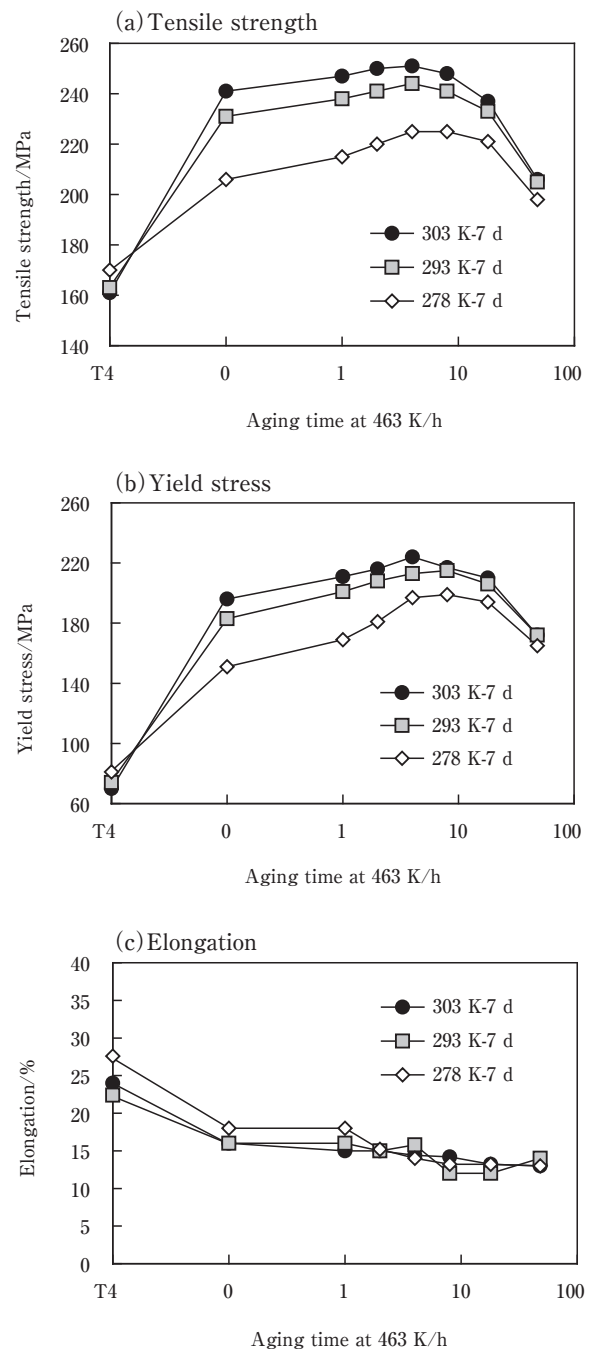 (a) Tensile strength
260
240
220
200
180
160
140
Tensile strength/MPa
303 K-7 d
293 K-7 d
278 K-7 d
T4 0 1 10 100
Aging time at 463 K/h
(b) Yield stress
260
220
180
140
100
60
Yield stress/MPa
303 K-7 d
293 K-7 d
278 K-7 d
T4 0 1 10 100
Aging time at 463 K/h
(c) Elongation
40
35
30
25
20
15
10
5
0
Elongation/%
303 K-7 d
293 K-7 d
278 K-7 d
T4 0 1 10 100
Aging time at 463 K/h